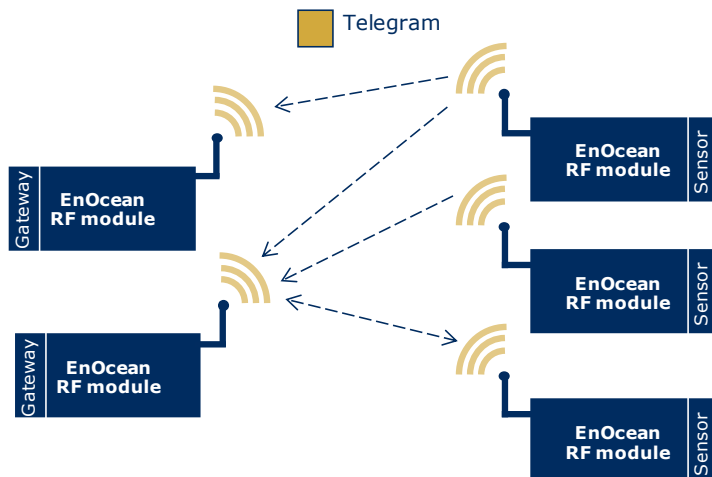 Telegram
Gateway
EnOcean
RF module
EnOcean
RF module
Sensor
EnOcean
RF module
Sensor
Gateway
EnOcean
RF module
EnOcean
RF module
Sensor